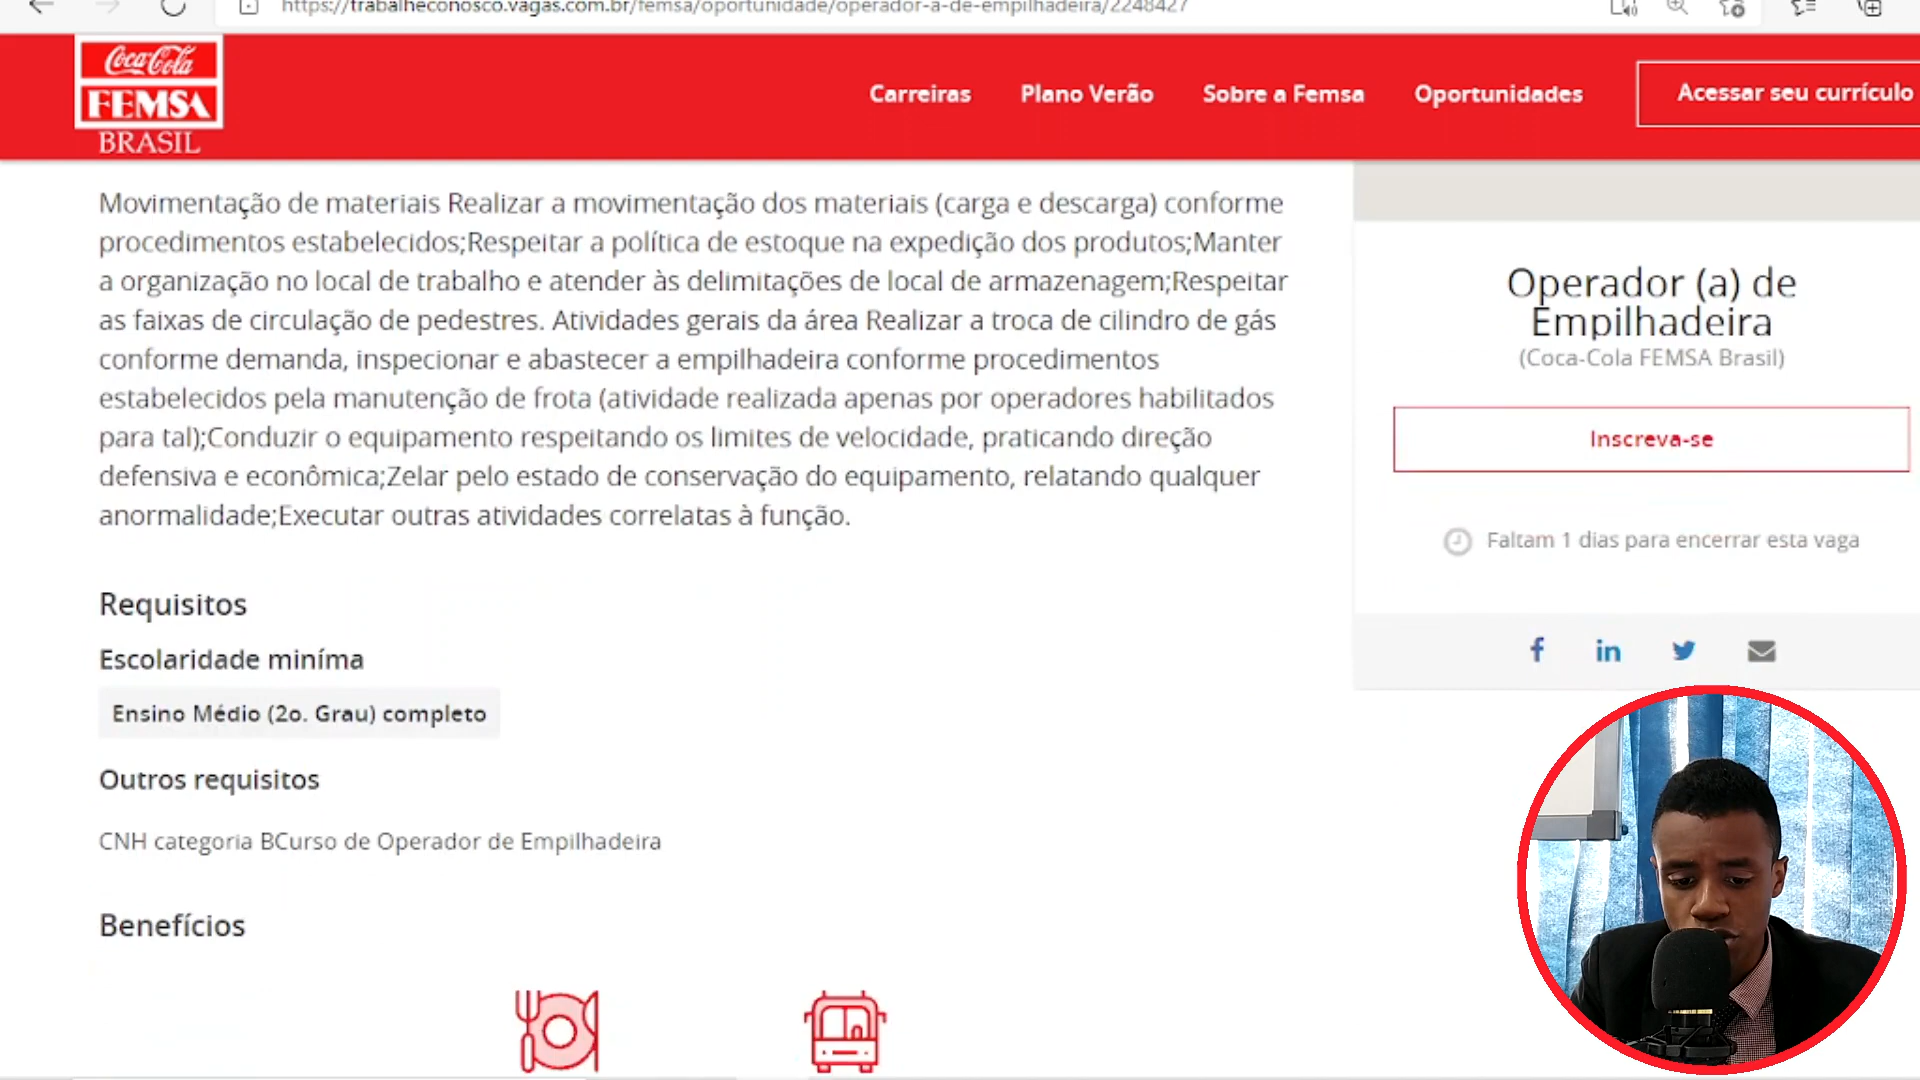 https://trabalheconosco.vagas.com.br/femsa/oportunidade/operador-a-de-empilhadeira/2248427
Coca-Cola
FEMSA
BRASIL
Carreiras
Plano Verão
Sobre a Femsa
Oportunidades
Acessar seu currículo
Movimentação de materiais Realizar a movimentação dos materiais (carga e descarga) conforme
procedimentos estabelecidos;Respeitar a política de estoque na expedição dos produtos;Manter
a organização no local de trabalho e atender às delimitações de local de armazenagem;Respeitar
as faixas de circulação de pedestres. Atividades gerais da área Realizar a troca de cilindro de gás
conforme demanda, inspecionar e abastecer a empilhadeira conforme procedimentos
estabelecidos pela manutenção de frota (atividade realizada apenas por operadores habilitados
para tal);Conduzir o equipamento respeitando os limites de velocidade, praticando direção
defensiva e econômica;Zelar pelo estado de conservação do equipamento, relatando qualquer
anormalidade;Executar outras atividades correlatas à função.
Requisitos
Escolaridade miníma
Ensino Médio (2o. Grau) completo
Outros requisitos
CNH categoria BCurso de Operador de Empilhadeira
Benefícios
Operador (a) de
Empilhadeira
(Coca-Cola FEMSA Brasil)
Inscreva-se
Faltam 1 dias para encerrar esta vaga